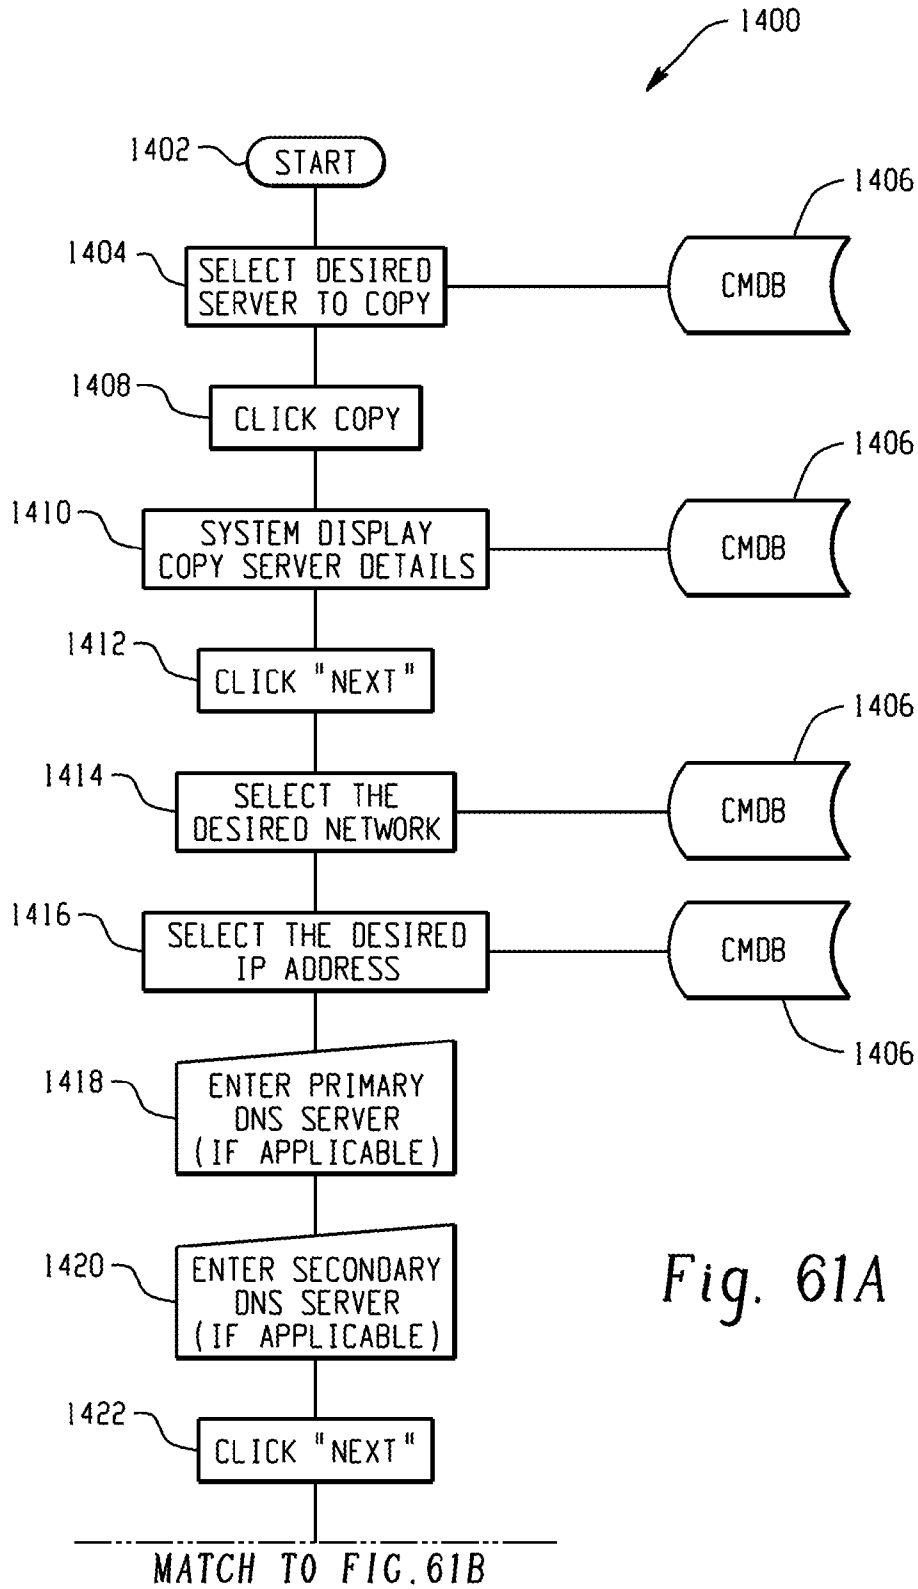 1400
1402
START
1406
1404
SELECT DESIRED
SERVER TO COPY
CMDB
1408
CLICK COPY
1406
1410
SYSTEM DISPLAY
COPY SERVER DETAILS
CMDB
1412
CLICK "NEXT"
1406
1414
SELECT THE
DESIRED NETWORK
CMDB
1416
SELECT THE DESIRED
IP ADDRESS
CMDB
1406
1418
ENTER PRIMARY
DNS SERVER
(IF APPLICABLE)
1420
ENTER SECONDARY
DNS SERVER
(IF APPLICABLE)
Fig. 61A
1422
CLICK "NEXT"
MATCH TO FIG.61B